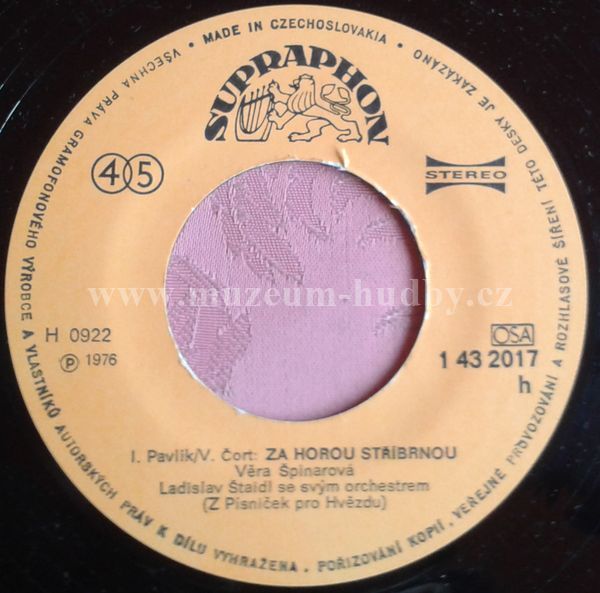 VŠECHNA PRÁVA GRAMOFONOVÉHO VÝROBCE A VLASTNÍKŮ AUTORSKÝCH PRÁV K DÍLU VYHRAŽENA. POŘIZOVÁNÍ KOPIÍ, VEŘEJNÉ PROVOZOVÁNÍ A ROZHLASOVÉ ŠÍŘENÍ TÉTO DESKY JE ZAKÁZÁNO • MADE IN CZECHOSLOVAKIA •
SUPRAPHON
45
STEREO
www.muzeum-hudby.cz
H 0922
OSA
℗ 1976
1 43 2017
h
I. Pavlík/V. Čort: ZA HOROU STŘÍBRNOU
Věra Špinarová
Ladislav Štaidl se svým orchestrem
(Z Písniček pro Hvězdu)